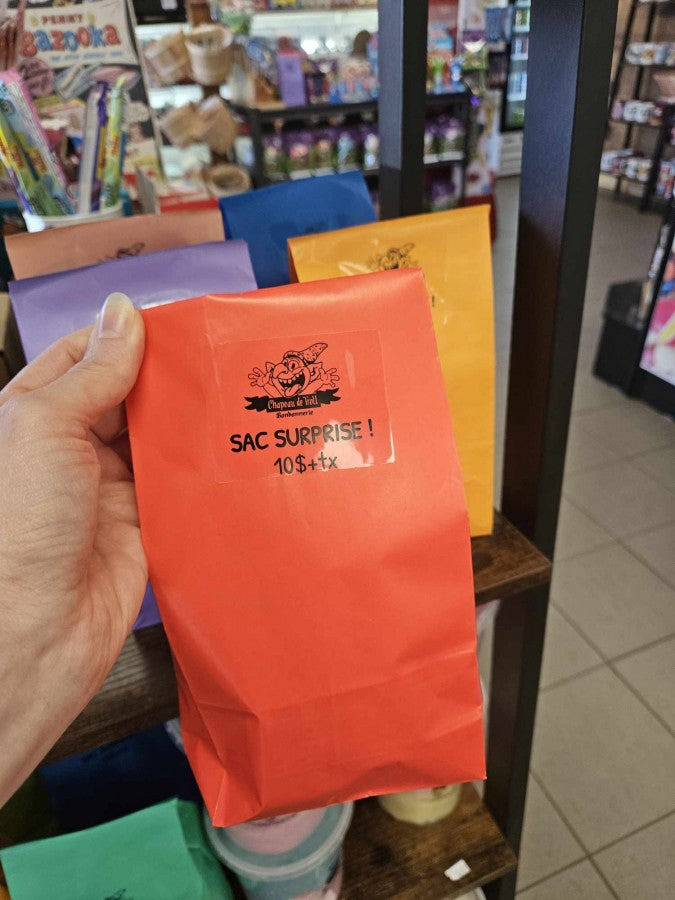 PENNY
Bazooka
Chapeau de Troll
Bonbonnerie
SAC SURPRISE !
10$+tx